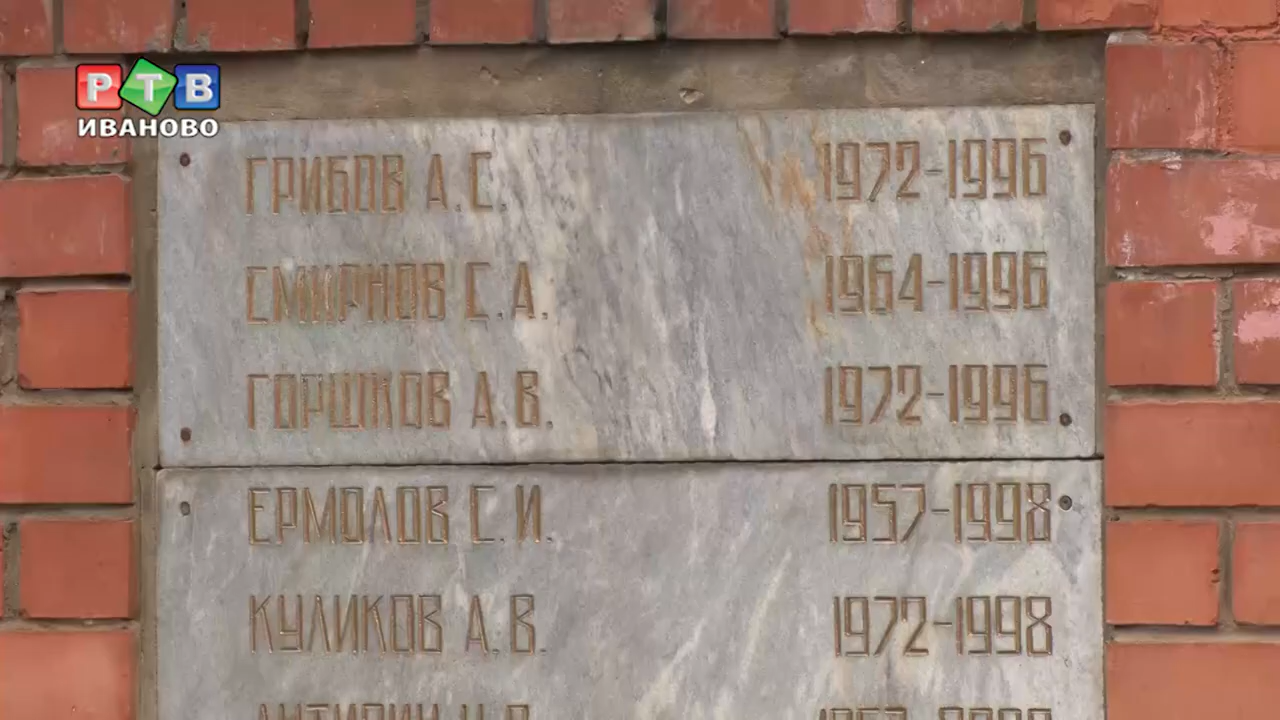 РТВ
ИВАНОВО
ГРИБОВ А.С. 1972-1996
СМИРНОВ С.А. 1964-1996
ГОРШКОВ А.В. 1972-1996
ЕРМОЛОВ С.И. 1957-1998
КУЛИКОВ А.В. 1972-1998